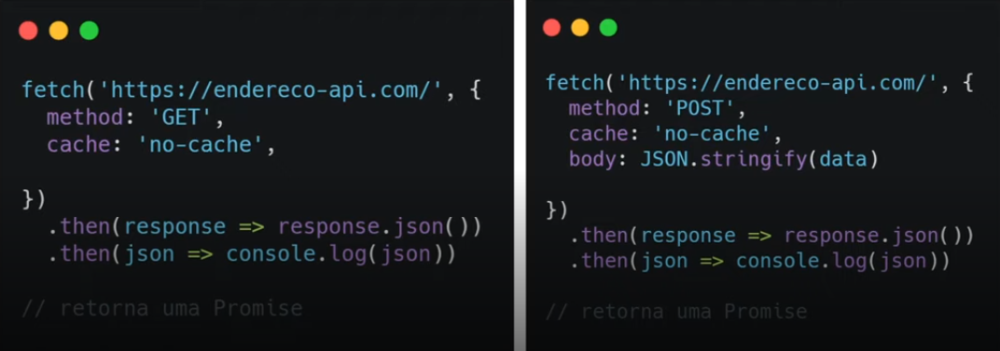 fetch('https://endereco-api.com/', {
  method: 'GET',
  cache: 'no-cache',

})
  .then(response => response.json())
  .then(json => console.log(json))

// retorna uma Promise

fetch('https://endereco-api.com/', {
  method: 'POST',
  cache: 'no-cache',
  body: JSON.stringify(data)

})
  .then(response => response.json())
  .then(json => console.log(json))

// retorna uma Promise